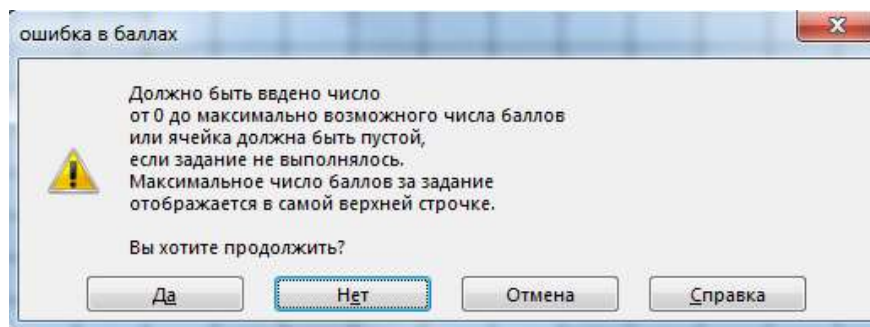 ошибка в баллах
Должно быть ввдено число
от 0 до максимально возможного числа баллов
или ячейка должна быть пустой,
если задание не выполнялось.
Максимальное число баллов за задание
отображается в самой верхней строчке.
Вы хотите продолжить?
Да Нет Отмена Справка